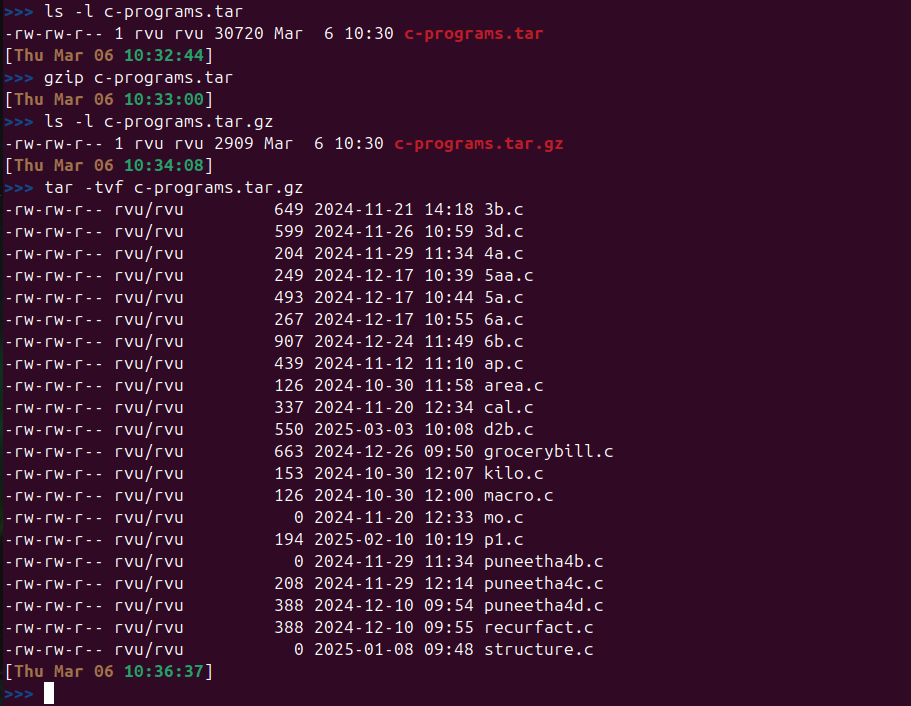 >>> ls -l c-programs.tar
-rw-rw-r-- 1 rvu rvu 30720 Mar  6 10:30 c-programs.tar
[Thu Mar 06 10:32:44]
>>> gzip c-programs.tar
[Thu Mar 06 10:33:00]
>>> ls -l c-programs.tar.gz
-rw-rw-r-- 1 rvu rvu 2909 Mar  6 10:30 c-programs.tar.gz
[Thu Mar 06 10:34:08]
>>> tar -tvf c-programs.tar.gz
-rw-rw-r-- rvu/rvu         649 2024-11-21 14:18 3b.c
-rw-rw-r-- rvu/rvu         599 2024-11-26 10:59 3d.c
-rw-rw-r-- rvu/rvu         204 2024-11-29 11:34 4a.c
-rw-rw-r-- rvu/rvu         249 2024-12-17 10:39 5aa.c
-rw-rw-r-- rvu/rvu         493 2024-12-17 10:44 5a.c
-rw-rw-r-- rvu/rvu         267 2024-12-17 10:55 6a.c
-rw-rw-r-- rvu/rvu         907 2024-12-24 11:49 6b.c
-rw-rw-r-- rvu/rvu         439 2024-11-12 11:10 ap.c
-rw-rw-r-- rvu/rvu         126 2024-10-30 11:58 area.c
-rw-rw-r-- rvu/rvu         337 2024-11-20 12:34 cal.c
-rw-rw-r-- rvu/rvu         550 2025-03-03 10:08 d2b.c
-rw-rw-r-- rvu/rvu         663 2024-12-26 09:50 grocerybill.c
-rw-rw-r-- rvu/rvu         153 2024-10-30 12:07 kilo.c
-rw-rw-r-- rvu/rvu         126 2024-10-30 12:00 macro.c
-rw-rw-r-- rvu/rvu           0 2024-11-20 12:33 mo.c
-rw-rw-r-- rvu/rvu         194 2025-02-10 10:19 p1.c
-rw-rw-r-- rvu/rvu           0 2024-11-29 11:34 puneetha4b.c
-rw-rw-r-- rvu/rvu         208 2024-11-29 12:14 puneetha4c.c
-rw-rw-r-- rvu/rvu         388 2024-12-10 09:54 puneetha4d.c
-rw-rw-r-- rvu/rvu         388 2024-12-10 09:55 recurfact.c
-rw-rw-r-- rvu/rvu           0 2025-01-08 09:48 structure.c
[Thu Mar 06 10:36:37]
>>>